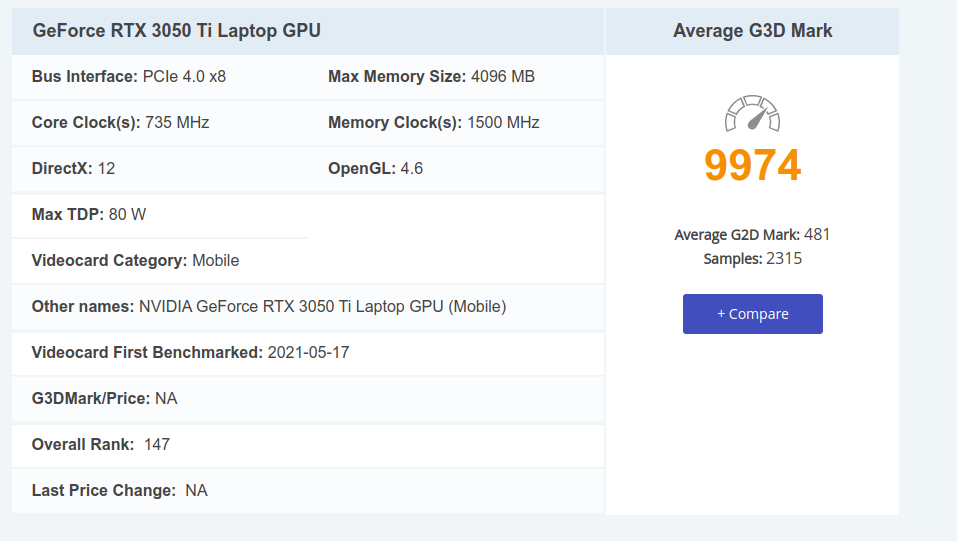 GeForce RTX 3050 Ti Laptop GPU
Bus Interface: PCIe 4.0 x8 Max Memory Size: 4096 MB
Core Clock(s): 735 MHz Memory Clock(s): 1500 MHz
DirectX: 12 OpenGL: 4.6
Max TDP: 80 W
Videocard Category: Mobile
Other names: NVIDIA GeForce RTX 3050 Ti Laptop GPU (Mobile)
Videocard First Benchmarked: 2021-05-17
G3DMark/Price: NA
Overall Rank: 147
Last Price Change: NA
Average G3D Mark
9974
Average G2D Mark: 481
Samples: 2315
+ Compare